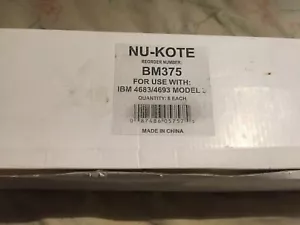 NU-KOTE
REORDER NUMBER:
BM375
FOR USE WITH:
IBM 4683/4693 MODEL
QUANTITY: 6 EACH
MADE IN CHINA